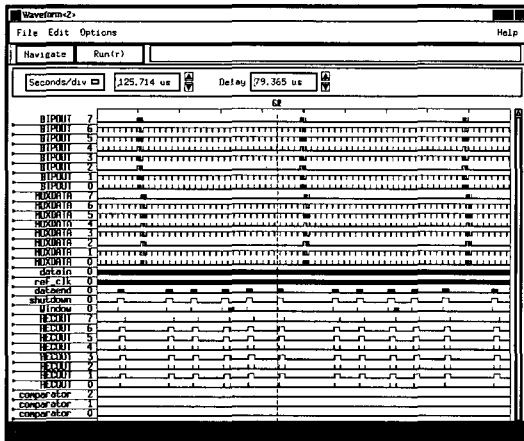 Waveform<2>
File Edit Options Help
Navigate Run(r)
Seconds/div 125.714 us Delay 79.365 us
G2
BIPOUT 7
BIPOUT 6
BIPOUT 5
BIPOUT 4
BIPOUT 3
BIPOUT 2
BIPOUT 1
BIPOUT 0
MUXDATA 7
MUXDATA 6
MUXDATA 5
MUXDATA 4
MUXDATA 3
MUXDATA 2
MUXDATA 1
MUXDATA 0
datain 0
ref_clk 0
dataend 0
shutdown 0
Window 0
RECOUT 7
RECOUT 6
RECOUT 5
RECOUT 4
RECOUT 3
RECOUT 2
RECOUT 1
RECOUT 0
comparator 2
comparator 1
comparator 0